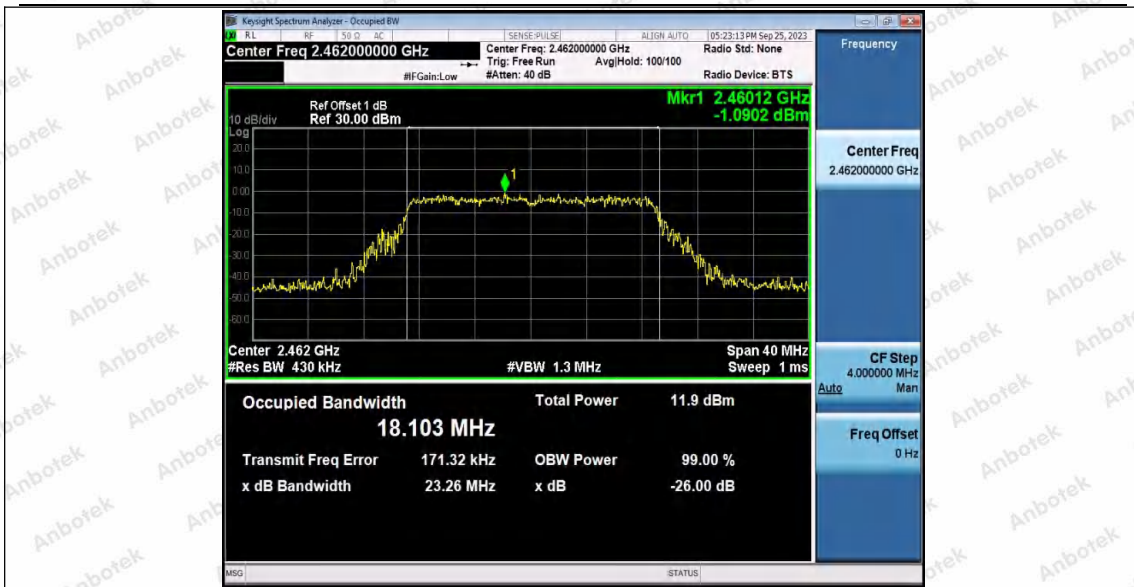 Keysight Spectrum Analyzer - Occupied BW
LXI RL RF 50 Ω AC SENSE:PULSE ALIGN AUTO 05:23:13 PM Sep 25, 2023
Center Freq 2.462000000 GHz
Center Freq: 2.462000000 GHz Radio Std: None
Trig: Free Run Avg|Hold: 100/100
#IFGain:Low #Atten: 40 dB Radio Device: BTS
Mkr1 2.46012 GHz
-1.0902 dBm
Ref Offset 1 dB
10 dB/div Ref 30.00 dBm
Log
20.0
10.0
0.00
-10.0
-20.0
-30.0
-40.0
-50.0
-60.0
1
Center 2.462 GHz Span 40 MHz
#Res BW 430 kHz #VBW 1.3 MHz Sweep 1 ms
Occupied Bandwidth Total Power 11.9 dBm
18.103 MHz
Transmit Freq Error 171.32 kHz OBW Power 99.00 %
x dB Bandwidth 23.26 MHz x dB -26.00 dB
MSG STATUS
Frequency
Center Freq
2.462000000 GHz
CF Step
4.000000 MHz
Auto Man
Freq Offset
0 Hz
Anbotek